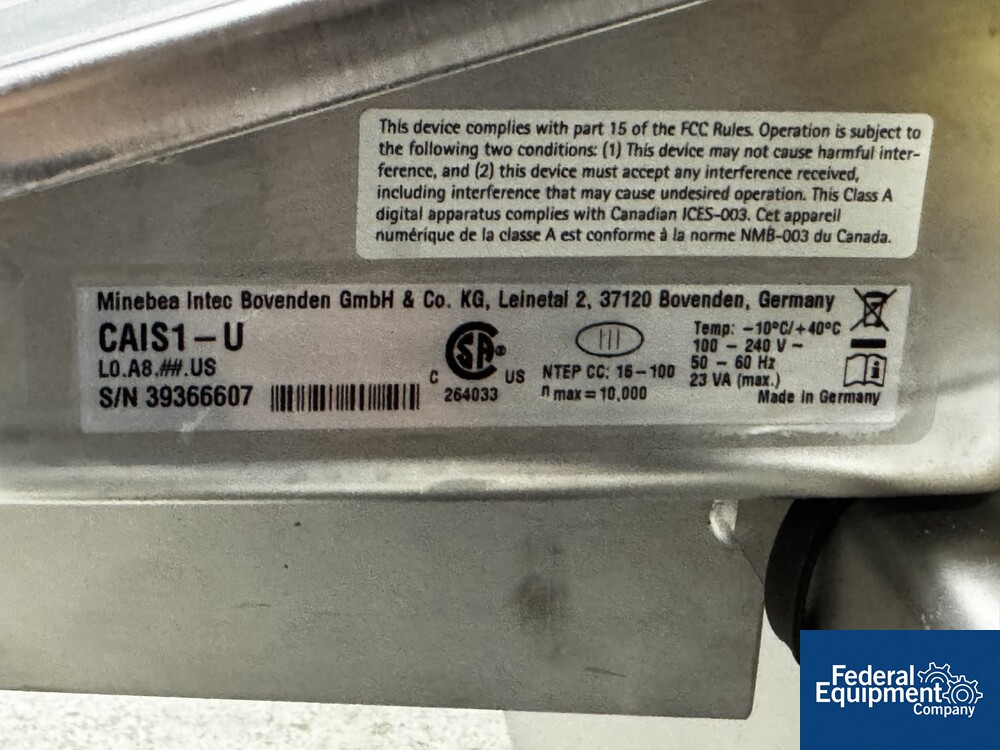 This device complies with part 15 of the FCC Rules. Operation is subject to
the following two conditions: (1) This device may not cause harmful inter-
ference, and (2) this device must accept any interference received,
including interference that may cause undesired operation. This Class A
digital apparatus complies with Canadian ICES-003. Cet appareil
numérique de la classe A est conforme à la norme NMB-003 du Canada.
Minebea Intec Bovenden GmbH & Co. KG, Leinetal 2, 37120 Bovenden, Germany
CAIS1-U
L0.A8.##.US
S/N 39366607
C SA ® US
264033
III
NTEP CC: 16-100
n max = 10,000
Temp: -10°C/+40°C
100 - 240 V ~
50 - 60 Hz
23 VA (max.)
Made in Germany
Federal
Equipment
Company